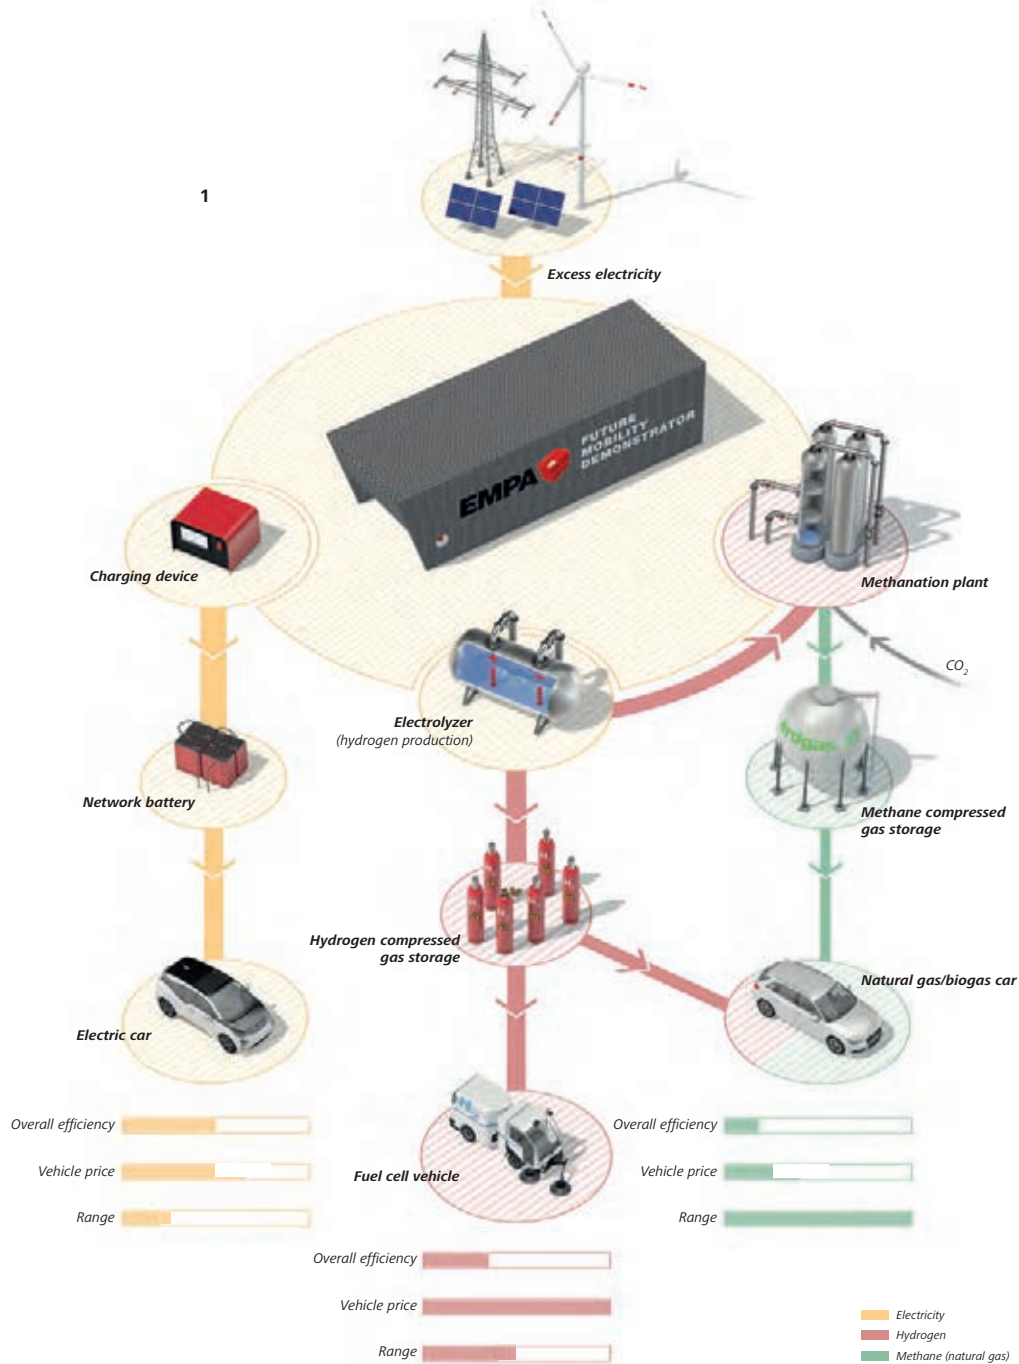 1
Excess electricity
FUTURE
MOBILITY
DEMONSTRATOR
EMPA
Charging device
Methanation plant
CO2
Electrolyzer
(hydrogen production)
erdgas
Network battery
Methane compressed
gas storage
Hydrogen compressed
gas storage
Natural gas/biogas car
Electric car
Overall efficiency
Vehicle price
Range
Fuel cell vehicle
Overall efficiency
Vehicle price
Range
Overall efficiency
Vehicle price
Range
Electricity
Hydrogen
Methane (natural gas)